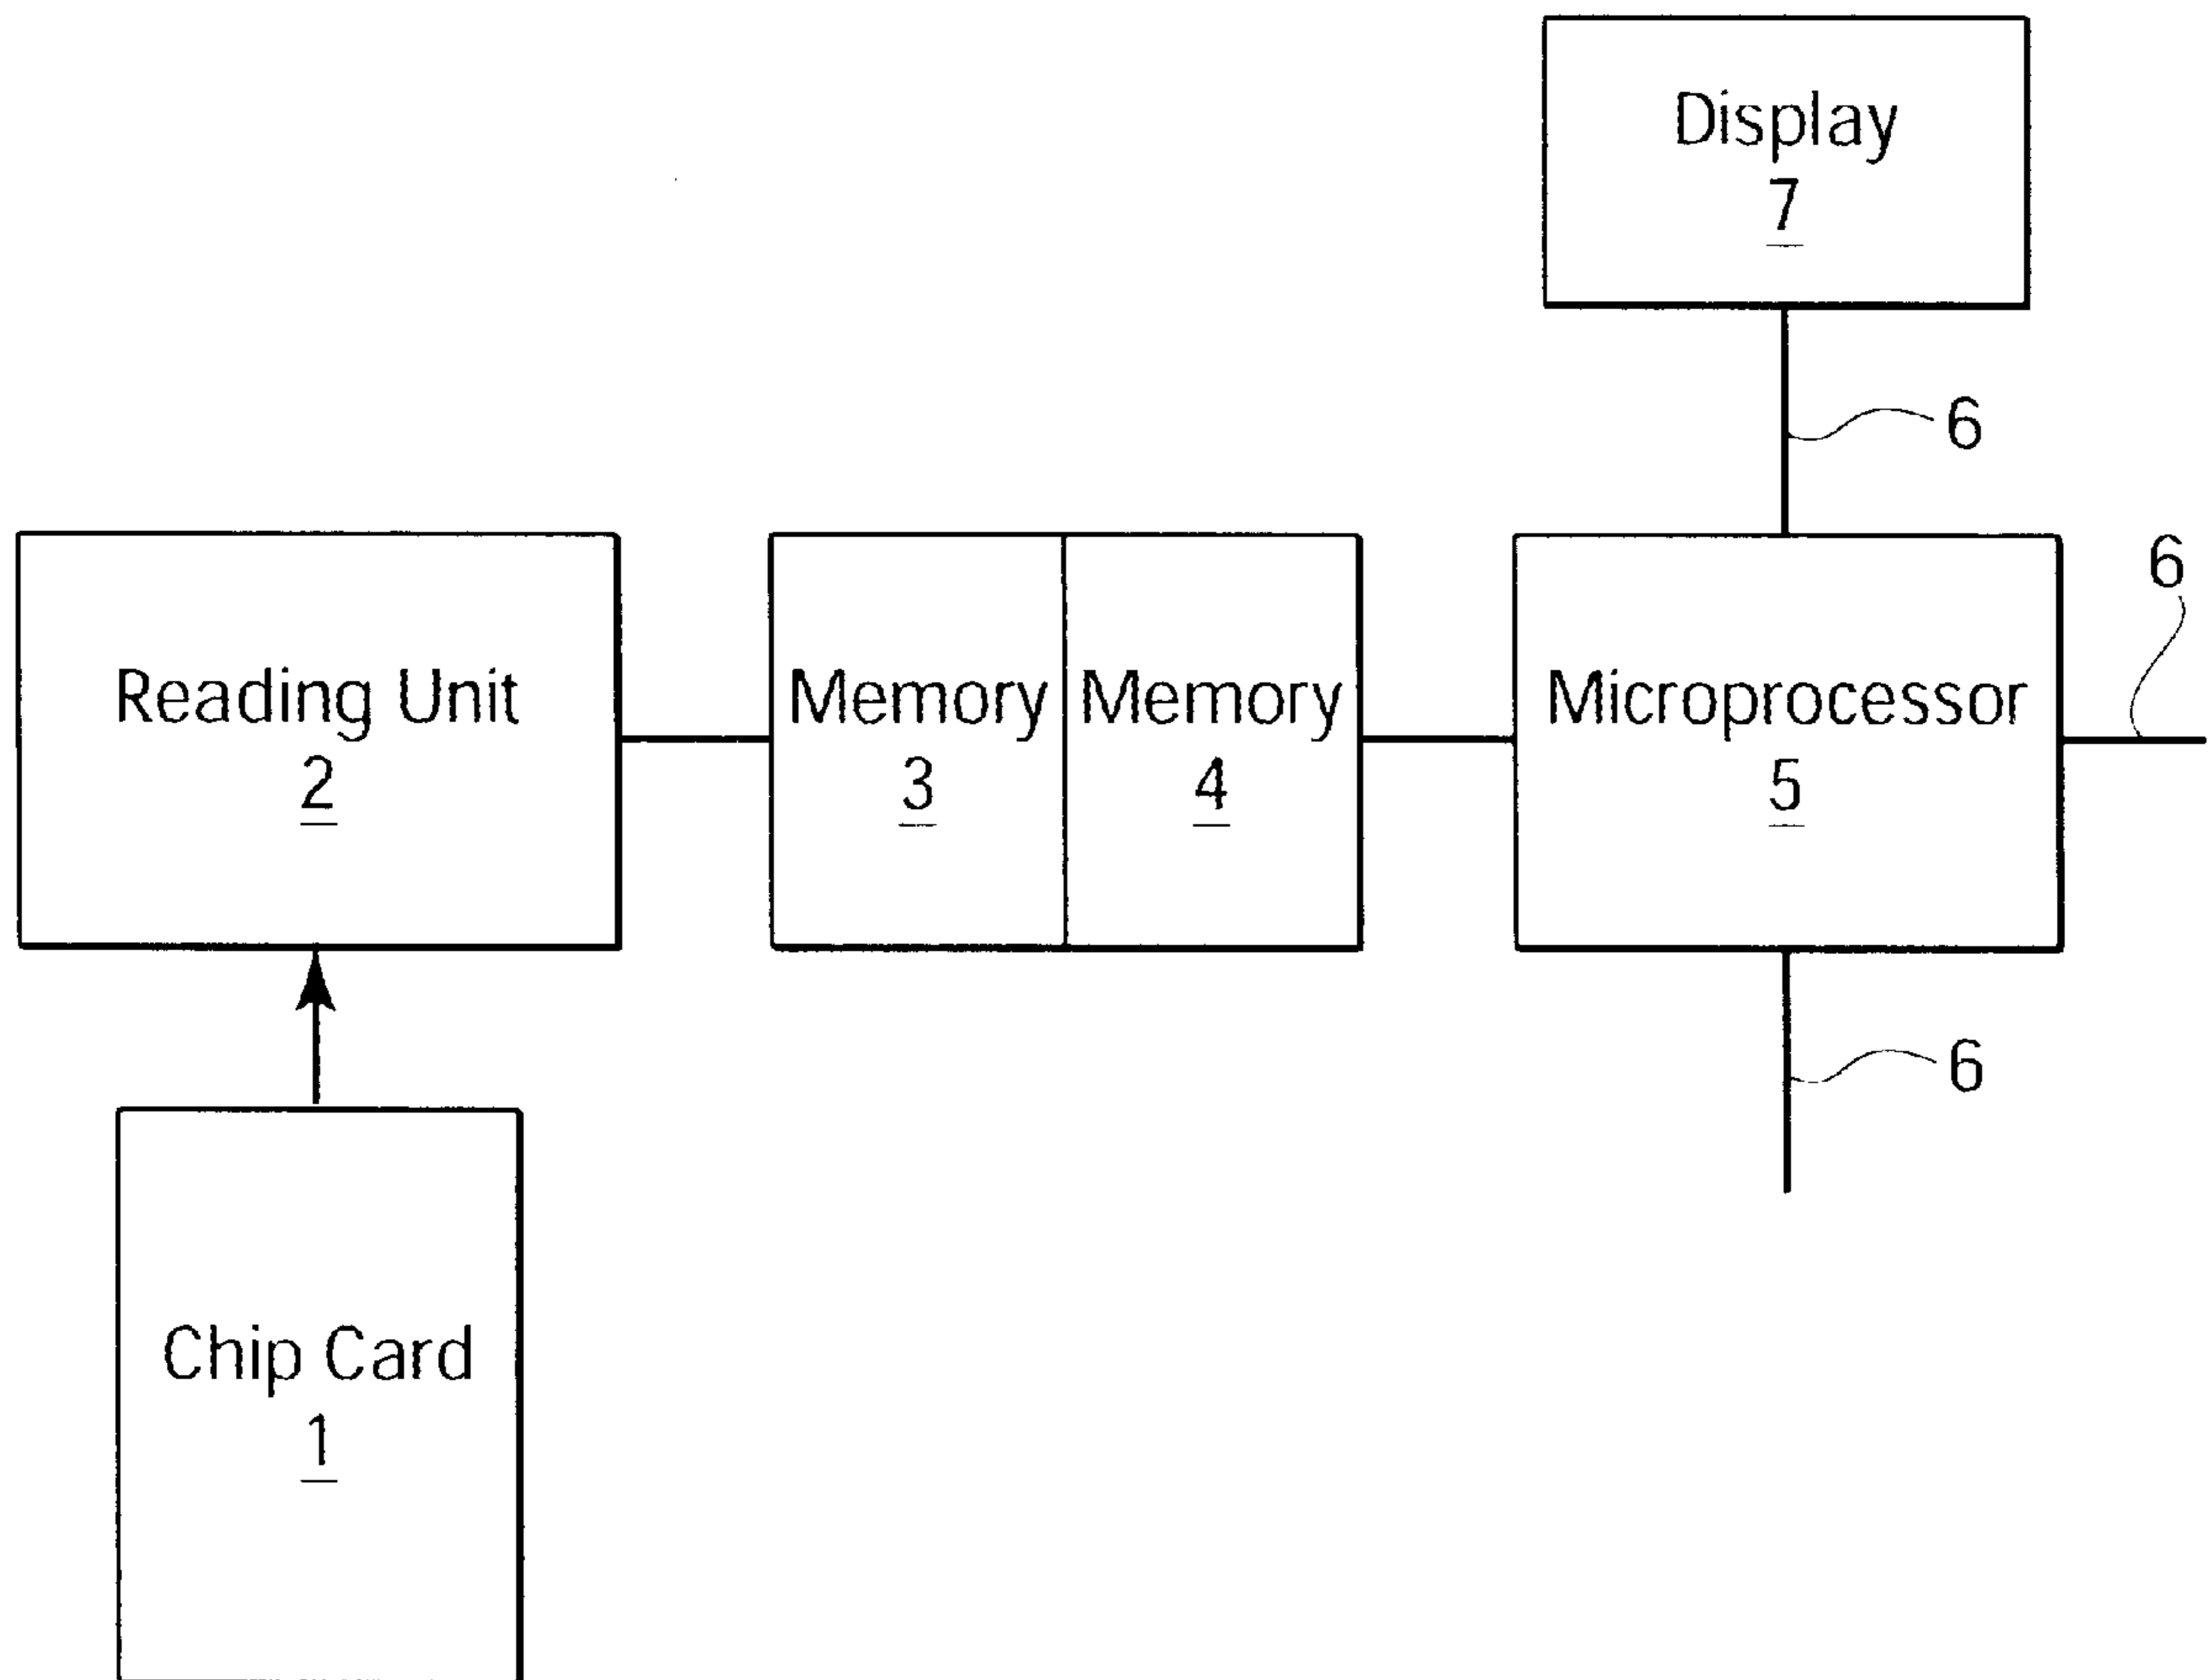 Display
7
6
6
Reading Unit
2
Memory
3
Memory
4
Microprocessor
5
6
Chip Card
1